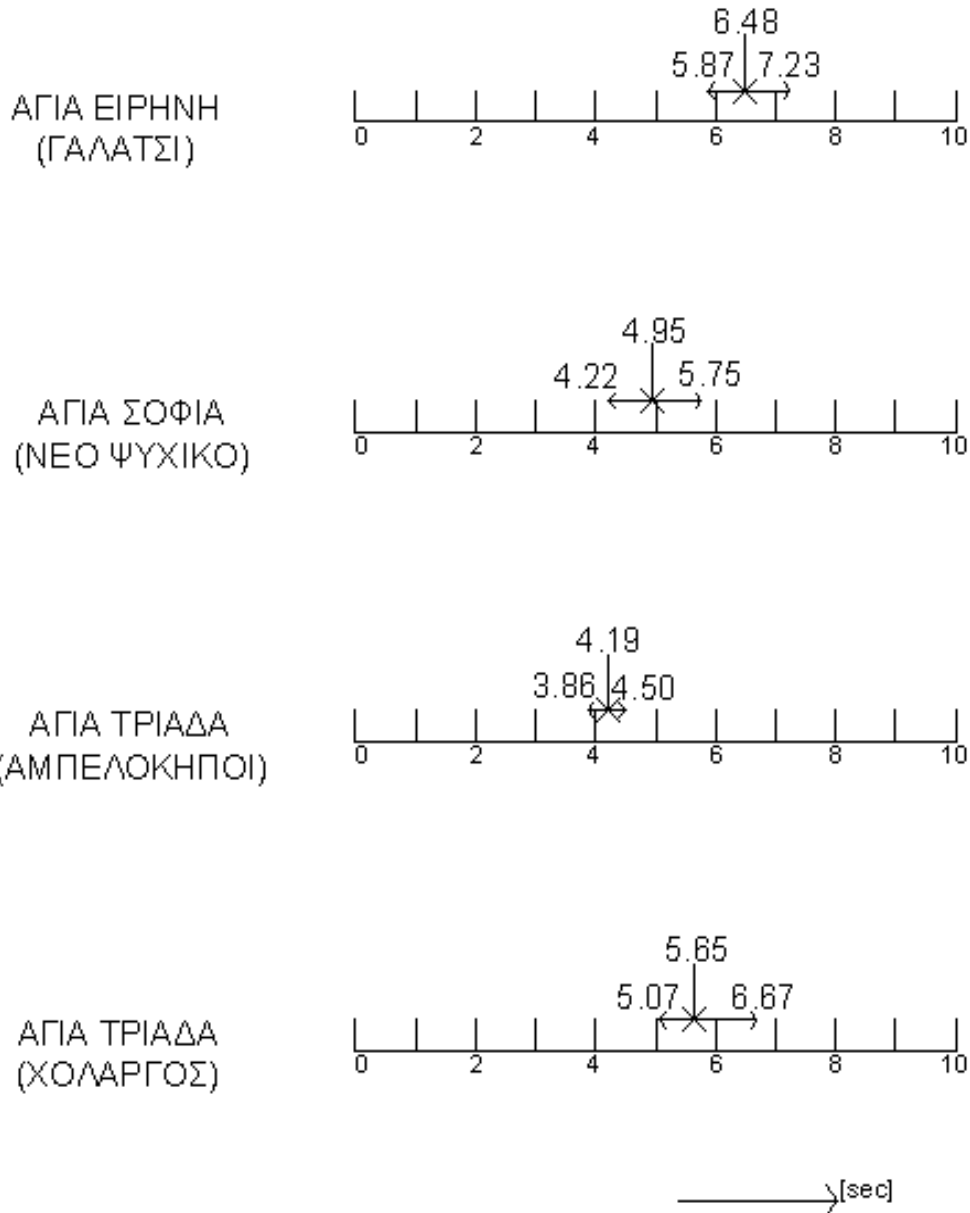 6.48
5.87 7.23
ΑΓΙΑ ΕΙΡΗΝΗ
(ΓΑΛΑΤΣΙ)
0 2 4 6 8 10
4.95
4.22 5.75
ΑΓΙΑ ΣΟΦΙΑ
(ΝΕΟ ΨΥΧΙΚΟ)
0 2 4 6 8 10
4.19
3.86 4.50
ΑΓΙΑ ΤΡΙΑΔΑ
(ΑΜΠΕΛΟΚΗΠΟΙ)
0 2 4 6 8 10
5.65
5.07 6.67
ΑΓΙΑ ΤΡΙΑΔΑ
(ΧΟΛΑΡΓΟΣ)
0 2 4 6 8 10
[sec]